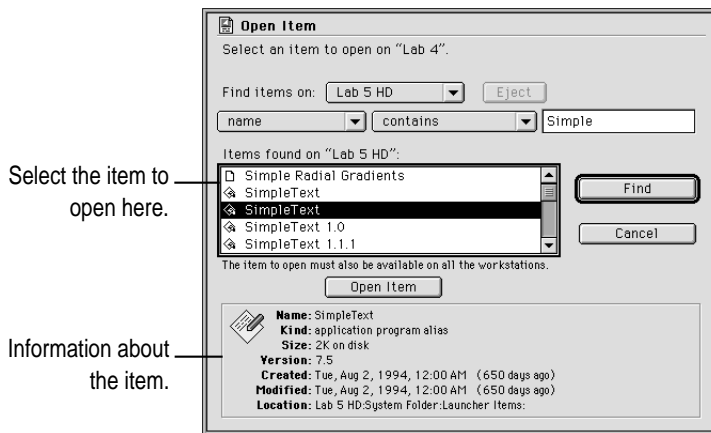 Open Item
Select an item to open on “Lab 4”.
Find items on: Lab 5 HD Eject
name contains Simple
Items found on “Lab 5 HD”:
Select the item to open here.
Simple Radial Gradients
SimpleText
SimpleText
SimpleText 1.0
SimpleText 1.1.1
Find
Cancel
The item to open must also be available on all the workstations.
Open Item
Information about the item.
Name: SimpleText
Kind: application program alias
Size: 2K on disk
Version: 7.5
Created: Tue, Aug 2, 1994, 12:00 AM (650 days ago)
Modified: Tue, Aug 2, 1994, 12:00 AM (650 days ago)
Location: Lab 5 HD:System Folder:Launcher Items: